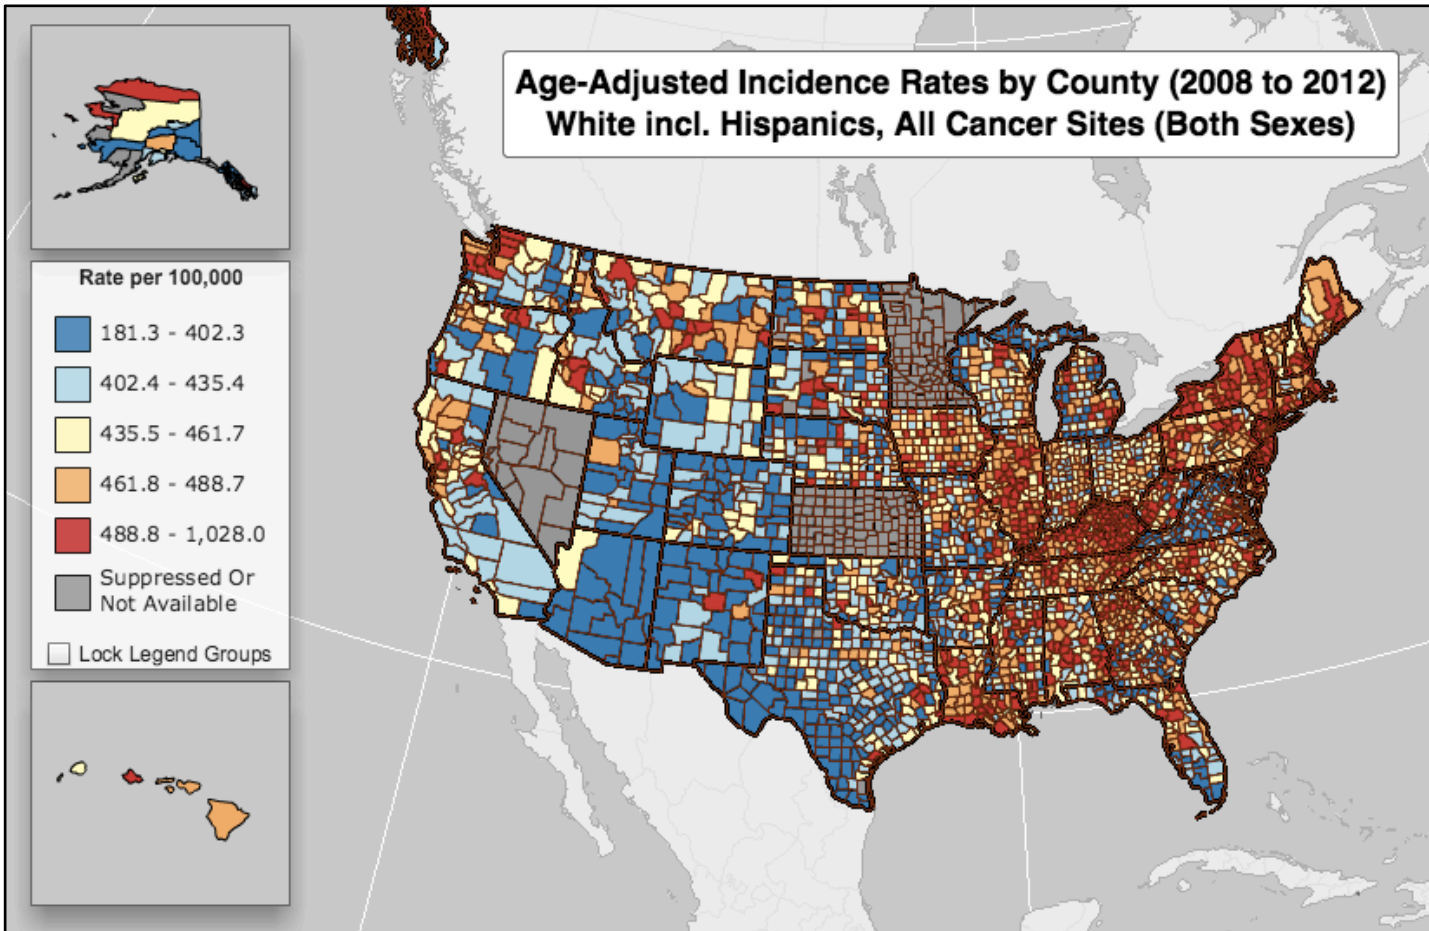 Age-Adjusted Incidence Rates by County (2008 to 2012)
White incl. Hispanics, All Cancer Sites (Both Sexes)
Rate per 100,000
181.3 - 402.3
402.4 - 435.4
435.5 - 461.7
461.8 - 488.7
488.8 - 1,028.0
Suppressed Or
Not Available
Lock Legend Groups